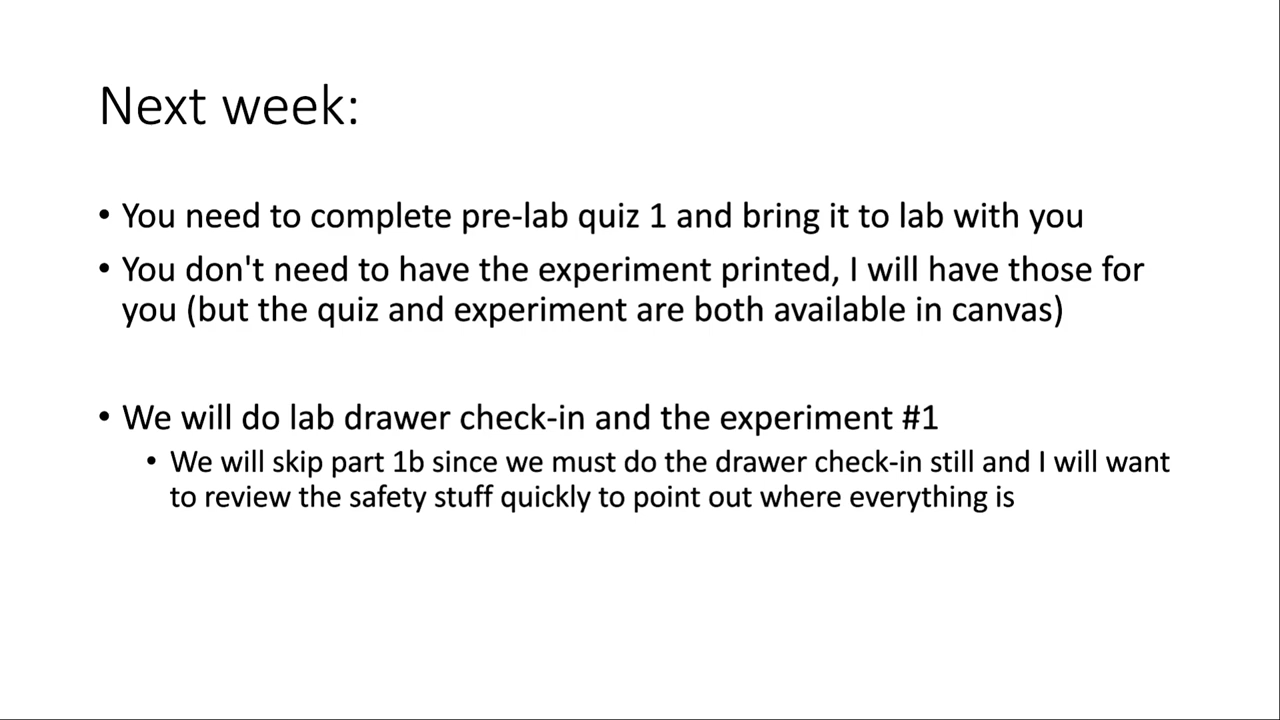 Next week:
• You need to complete pre-lab quiz 1 and bring it to lab with you
• You don't need to have the experiment printed, I will have those for
you (but the quiz and experiment are both available in canvas)
• We will do lab drawer check-in and the experiment #1
• We will skip part 1b since we must do the drawer check-in still and I will want
to review the safety stuff quickly to point out where everything is